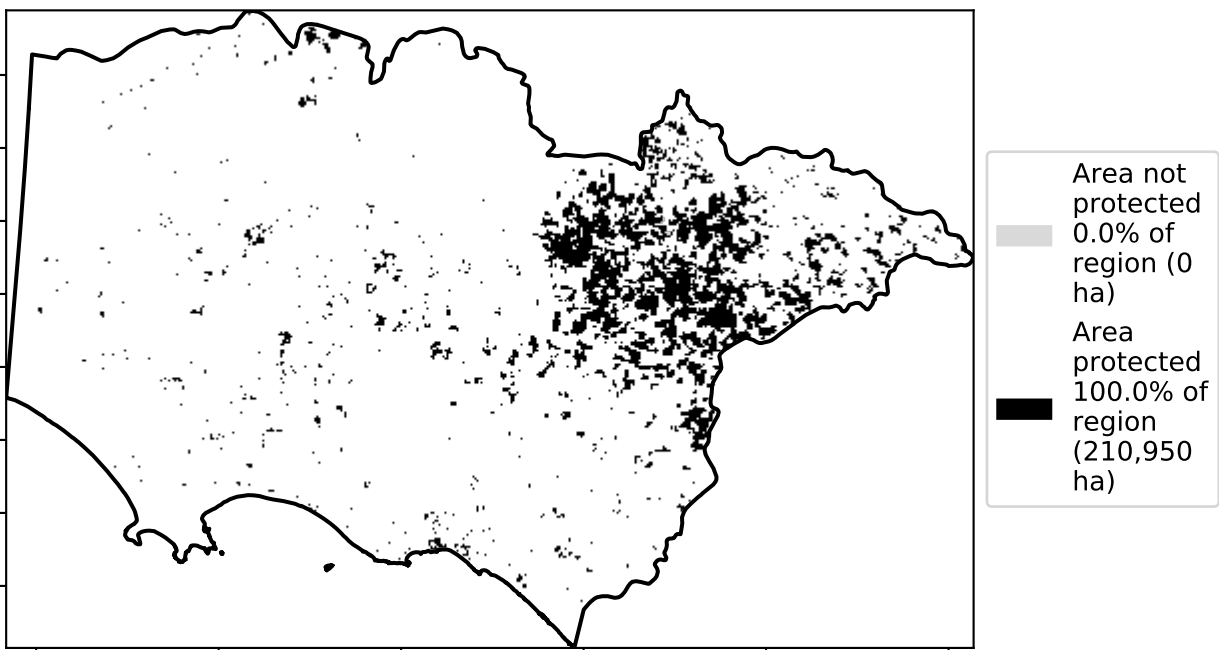 Area not
protected
0.0% of
region (0
ha)
Area
protected
100.0% of
region
(210,950
ha)